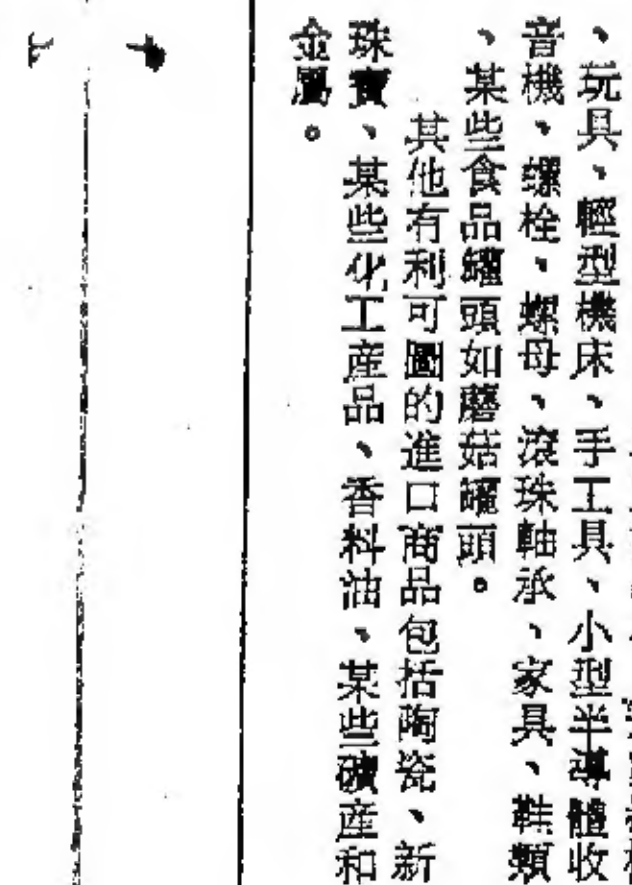 、玩具、輕型機床、手工具、小型半導體收
音機、螺栓、螺母、滾珠軸承、家具、鞋類
、某些食品罐頭如蘑菇罐頭。
其他有利可圖的進口商品包括陶瓷、新
珠寶、某些化工産品、香料油、某些礦産和
金屬。